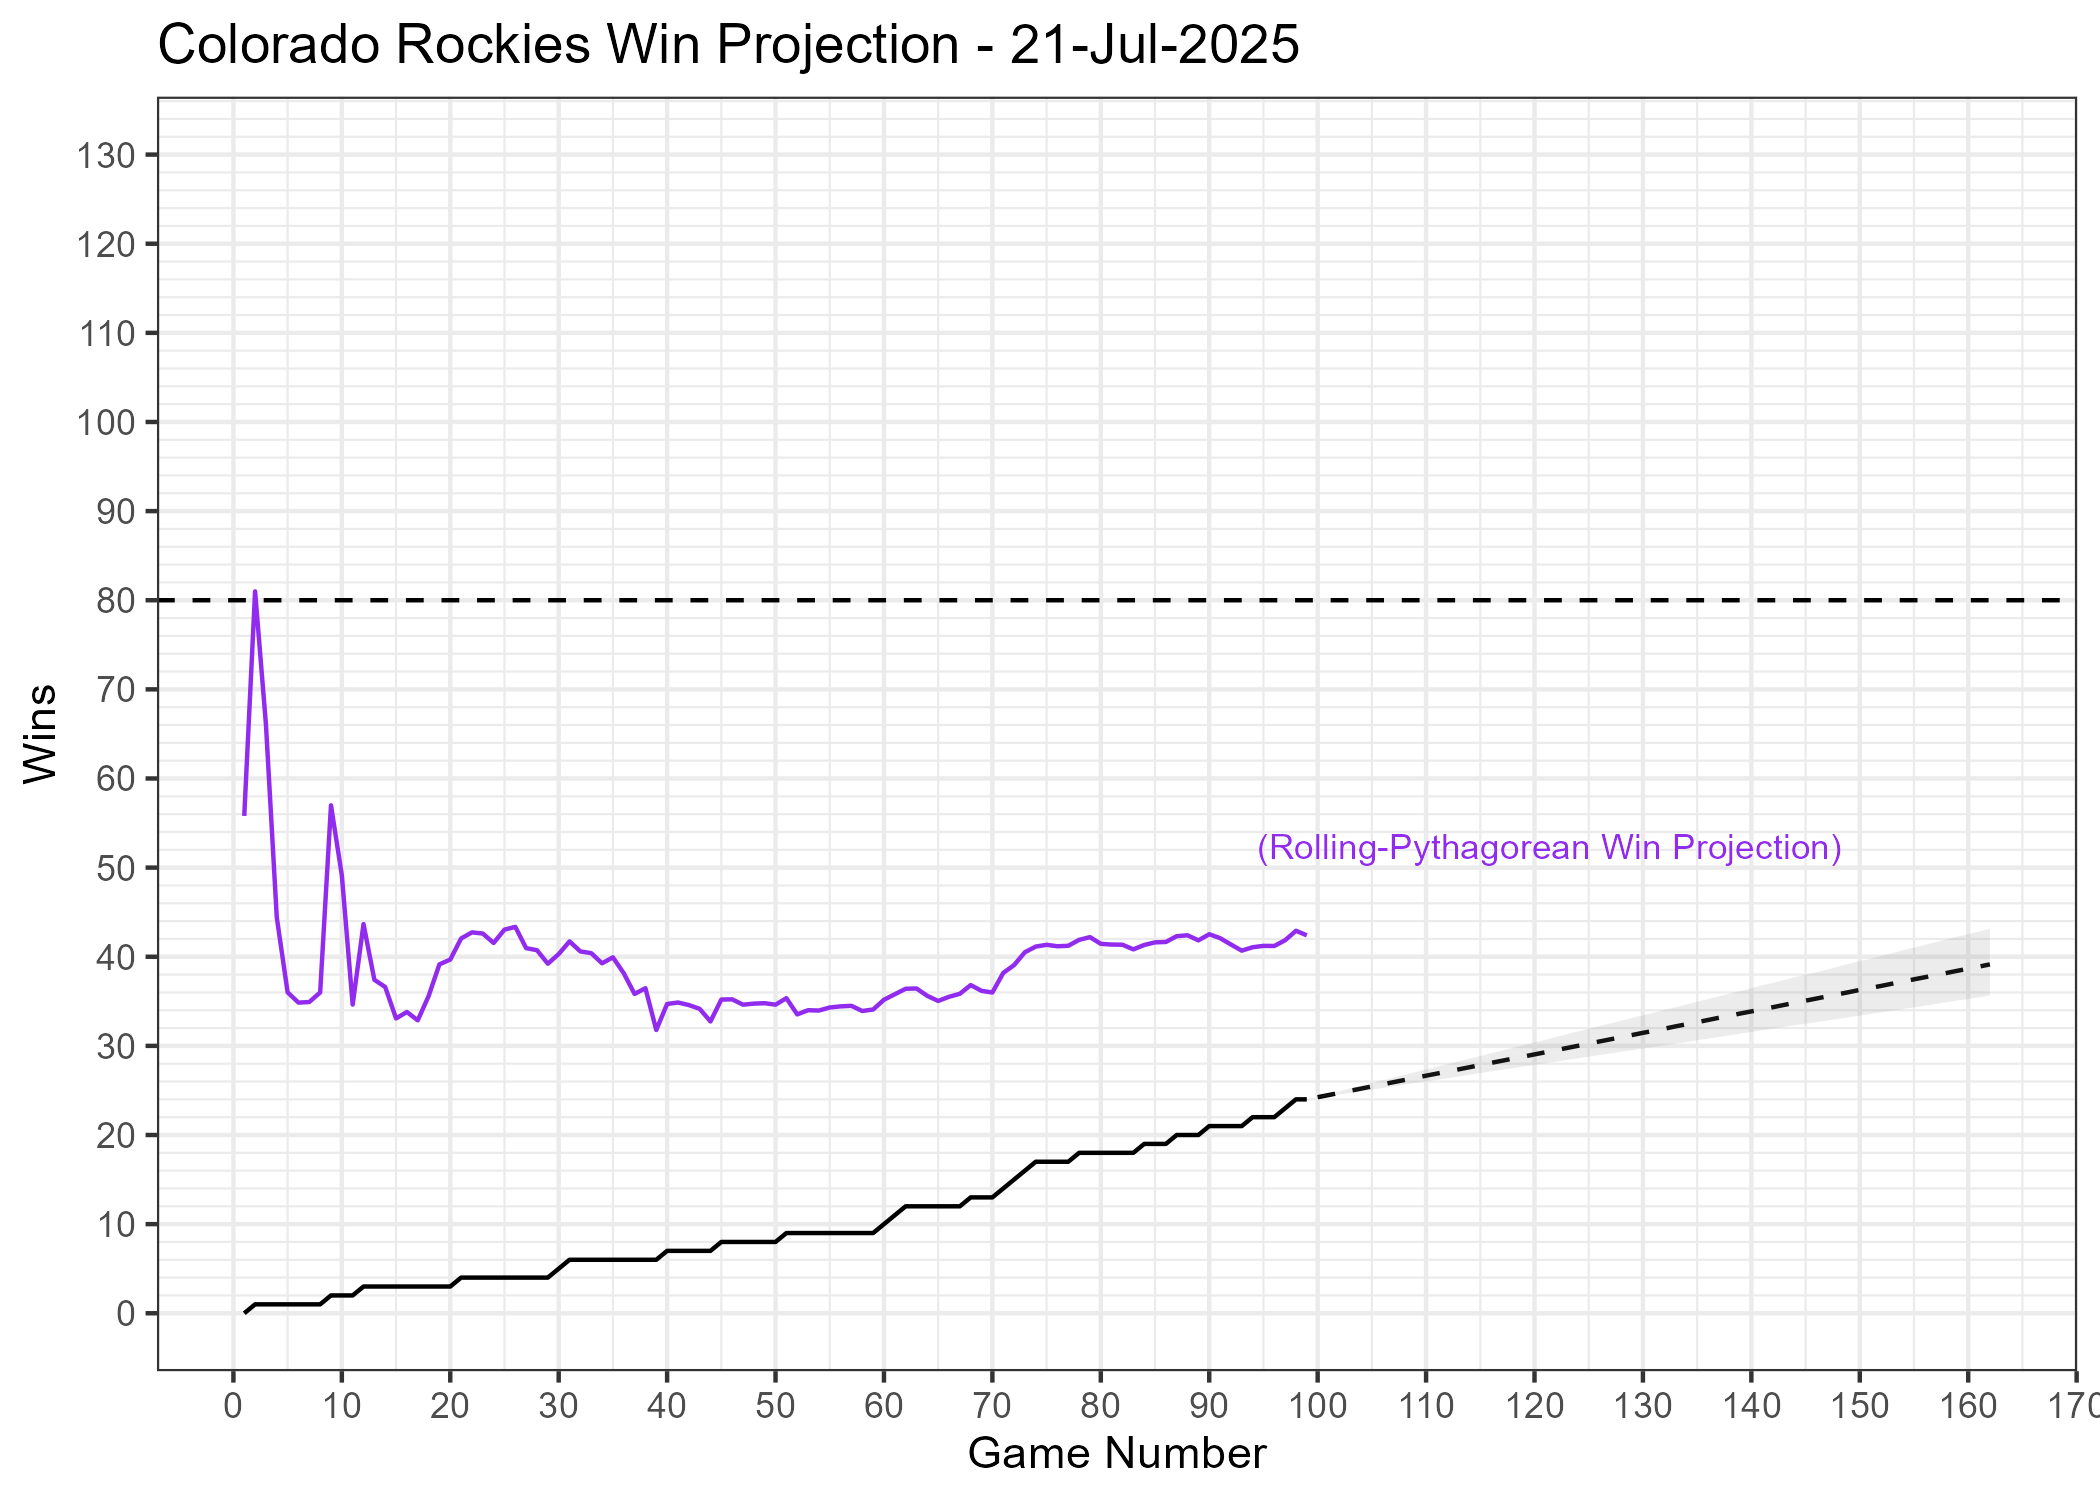 Colorado Rockies Win Projection - 21-Jul-2025
130
120
110
100
90
80
70
60
50
40
30
20
10
0
Wins
(Rolling-Pythagorean Win Projection)
0 10 20 30 40 50 60 70 80 90 100 110 120 130 140 150 160 170
Game Number